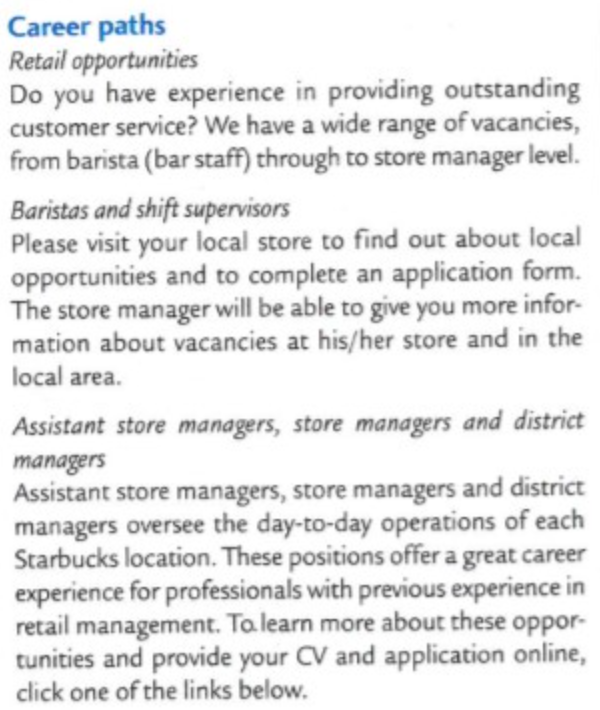 Career paths
Retail opportunities
Do you have experience in providing outstanding
customer service? We have a wide range of vacancies,
from barista (bar staff) through to store manager level.
Baristas and shift supervisors
Please visit your local store to find out about local
opportunities and to complete an application form.
The store manager will be able to give you more infor-
mation about vacancies at his/her store and in the
local area.
Assistant store managers, store managers and district
managers
Assistant store managers, store managers and district
managers oversee the day-to-day operations of each
Starbucks location. These positions offer a great career
experience for professionals with previous experience in
retail management. To learn more about these oppor-
tunities and provide your CV and application online,
click one of the links below.